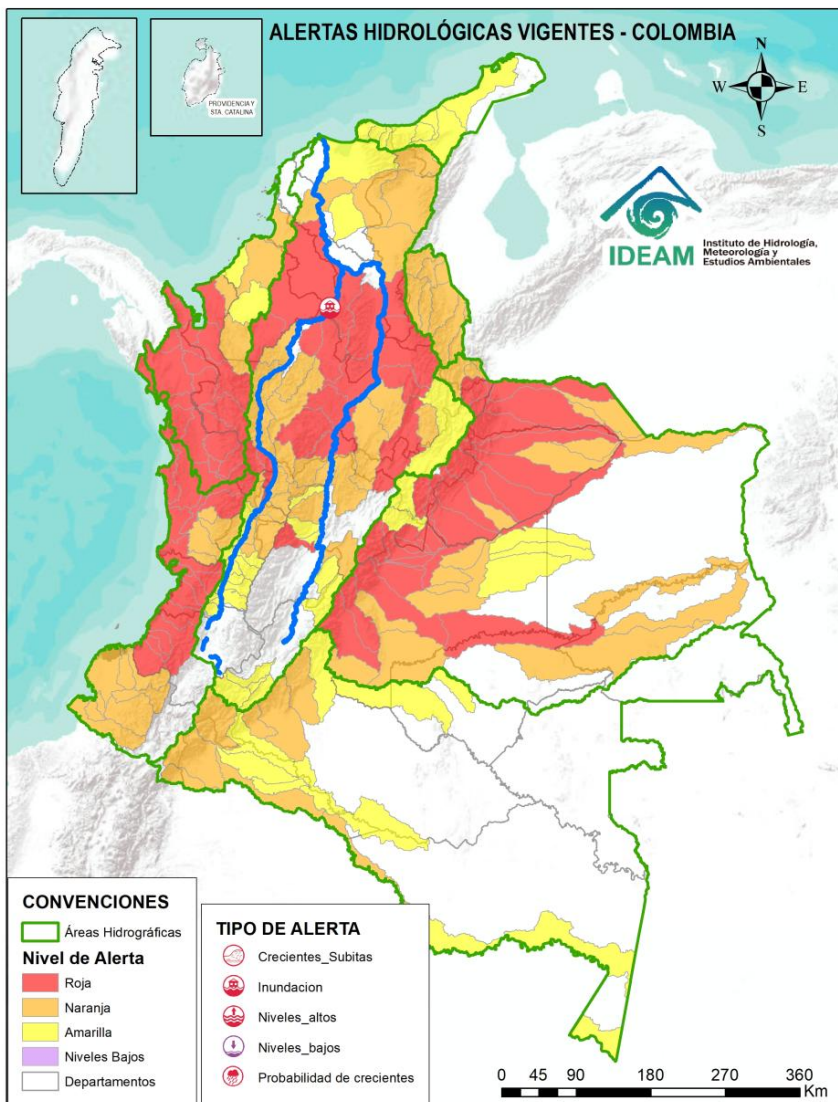 ALERTAS HIDROLÓGICAS VIGENTES - COLOMBIA
PROVIDENCIA Y
STA. CATALINA
N
W E
S
IDEAM
Instituto de Hidrología,
Meteorología y
Estudios Ambientales
CONVENCIONES
Áreas Hidrográficas
Nivel de Alerta
Roja
Naranja
Amarilla
Niveles Bajos
Departamentos
TIPO DE ALERTA
Crecientes_Subitas
Inundacion
Niveles_altos
Niveles_bajos
Probabilidad de crecientes
0 45 90 180 270 360
Km